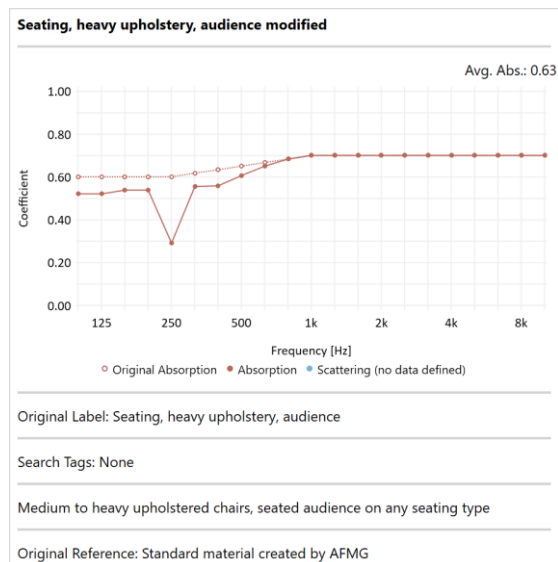 Seating, heavy upholstery, audience modified
Avg. Abs.: 0.63
1.00
0.80
0.60
0.40
0.20
0.00
Coefficient
125 250 500 1k 2k 4k 8k
Frequency [Hz]
Original Absorption Absorption Scattering (no data defined)
Original Label: Seating, heavy upholstery, audience
Search Tags: None
Medium to heavy upholstered chairs, seated audience on any seating type
Original Reference: Standard material created by AFMG